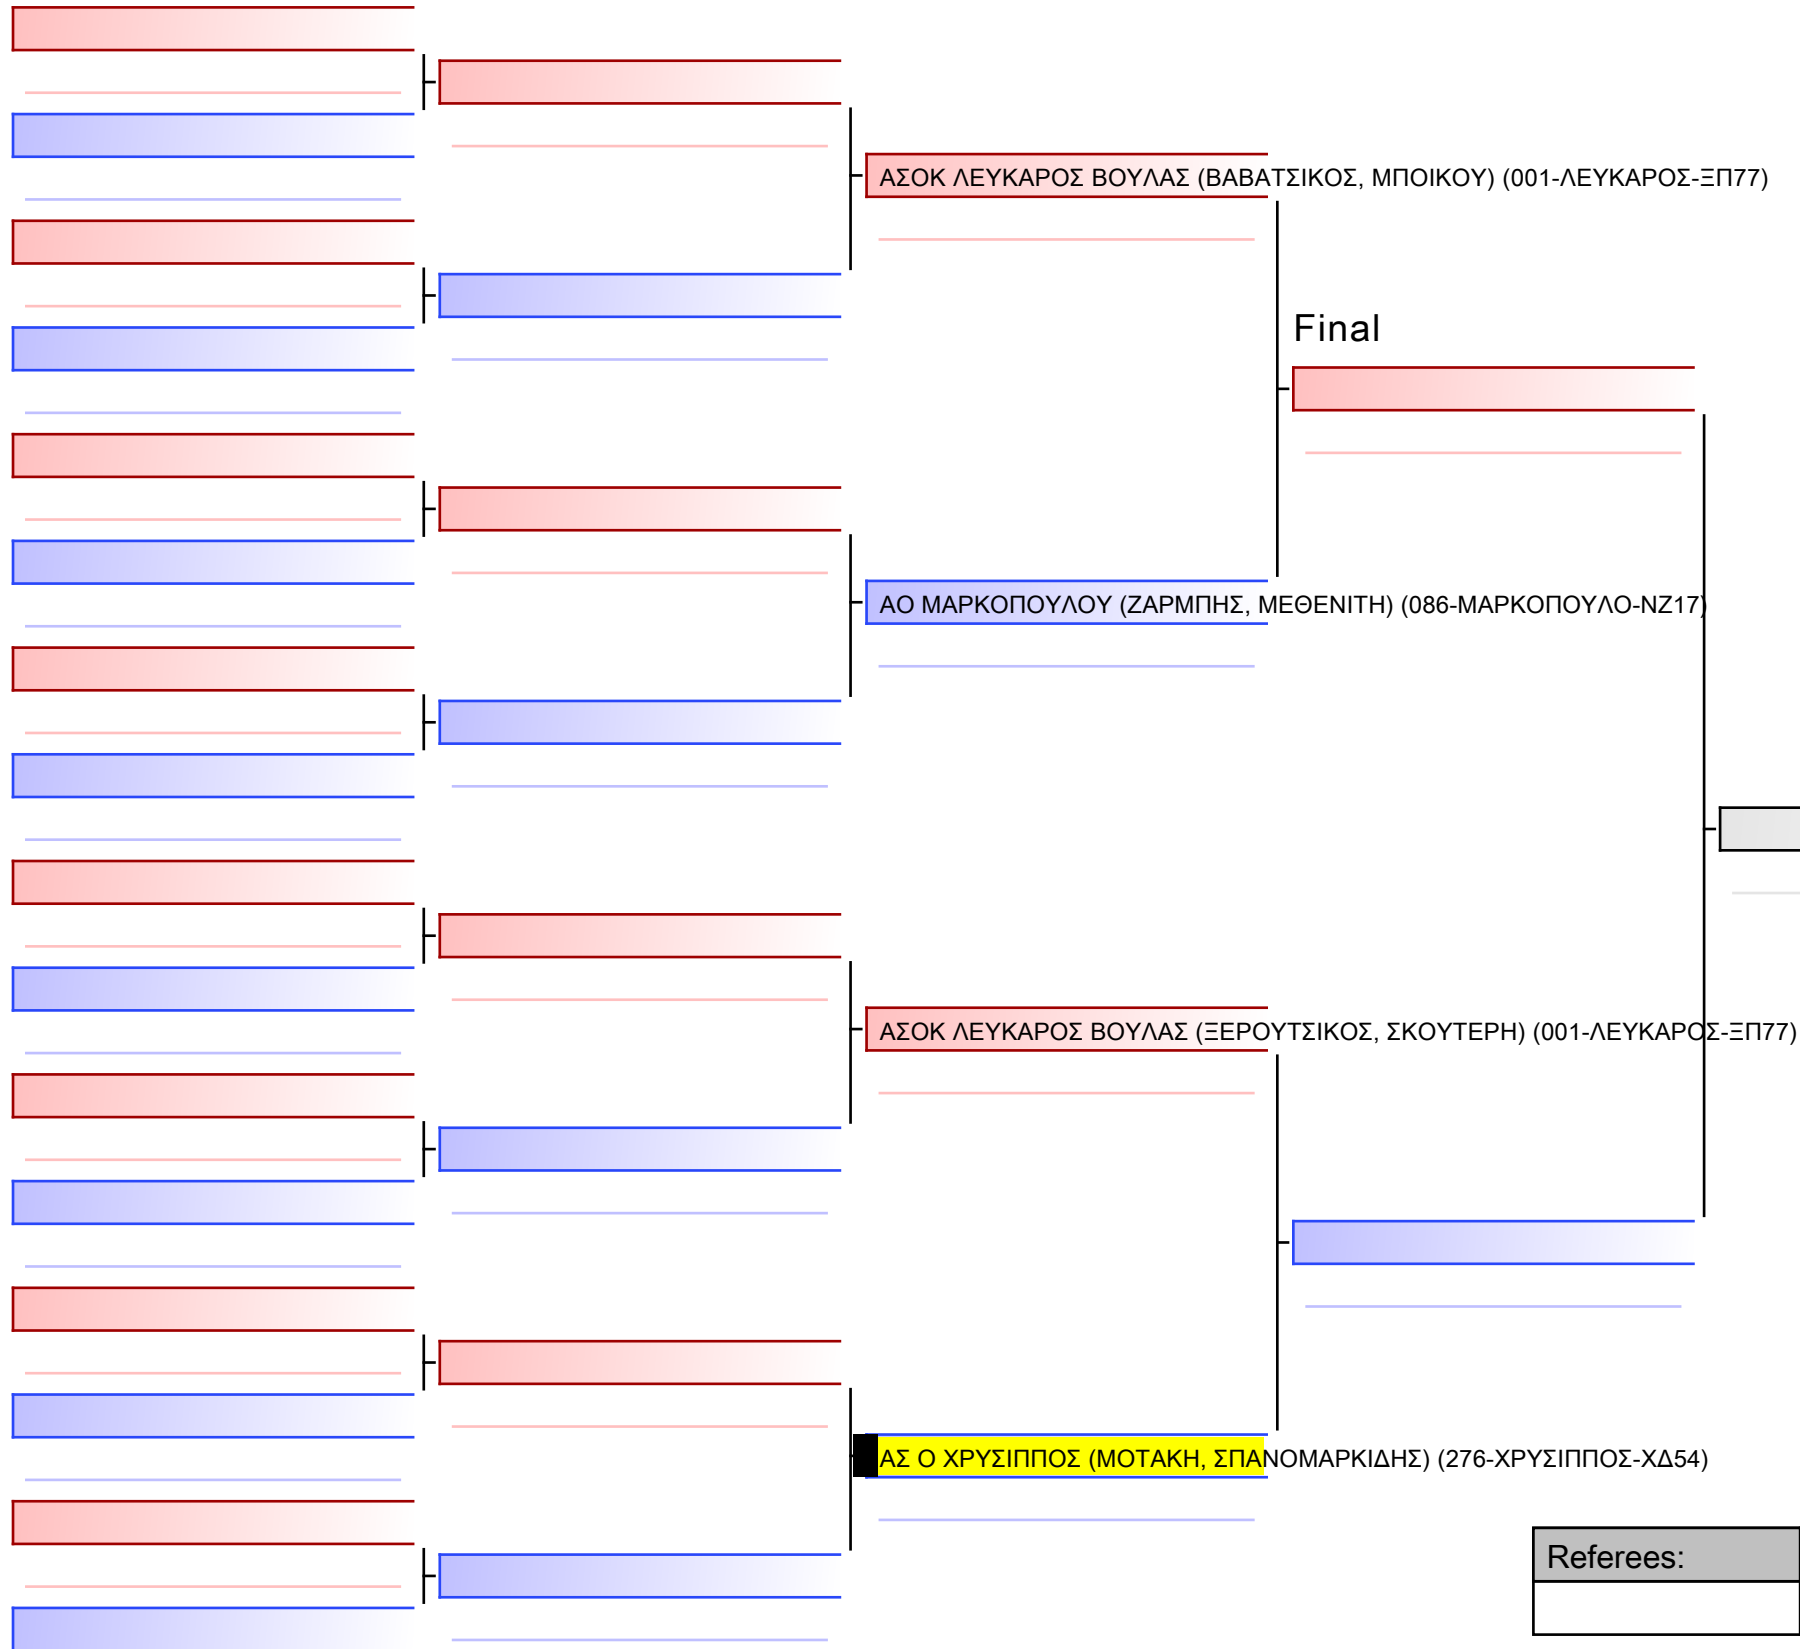 ΑΣΟΚ ΛΕΥΚΑΡΟΣ ΒΟΥΛΑΣ (ΒΑΒΑΤΣΙΚΟΣ, ΜΠΟΙΚΟΥ) (001-ΛΕΥΚΑΡΟΣ-ΞΠ77)
Final
ΑΟ ΜΑΡΚΟΠΟΥΛΟΥ (ΖΑΡΜΠΗΣ, ΜΕΘΕΝΙΤΗ) (086-ΜΑΡΚΟΠΟΥΛΟ-ΝΖ17)
ΑΣΟΚ ΛΕΥΚΑΡΟΣ ΒΟΥΛΑΣ (ΞΕΡΟΥΤΣΙΚΟΣ, ΣΚΟΥΤΕΡΗ) (001-ΛΕΥΚΑΡΟΣ-ΞΠ77)
ΑΣ Ο ΧΡΥΣΙΠΠΟΣ (ΜΟΤΑΚΗ, ΣΠΑΝΟΜΑΡΚΙΔΗΣ) (276-ΧΡΥΣΙΠΠΟΣ-ΧΔ54)
Referees: